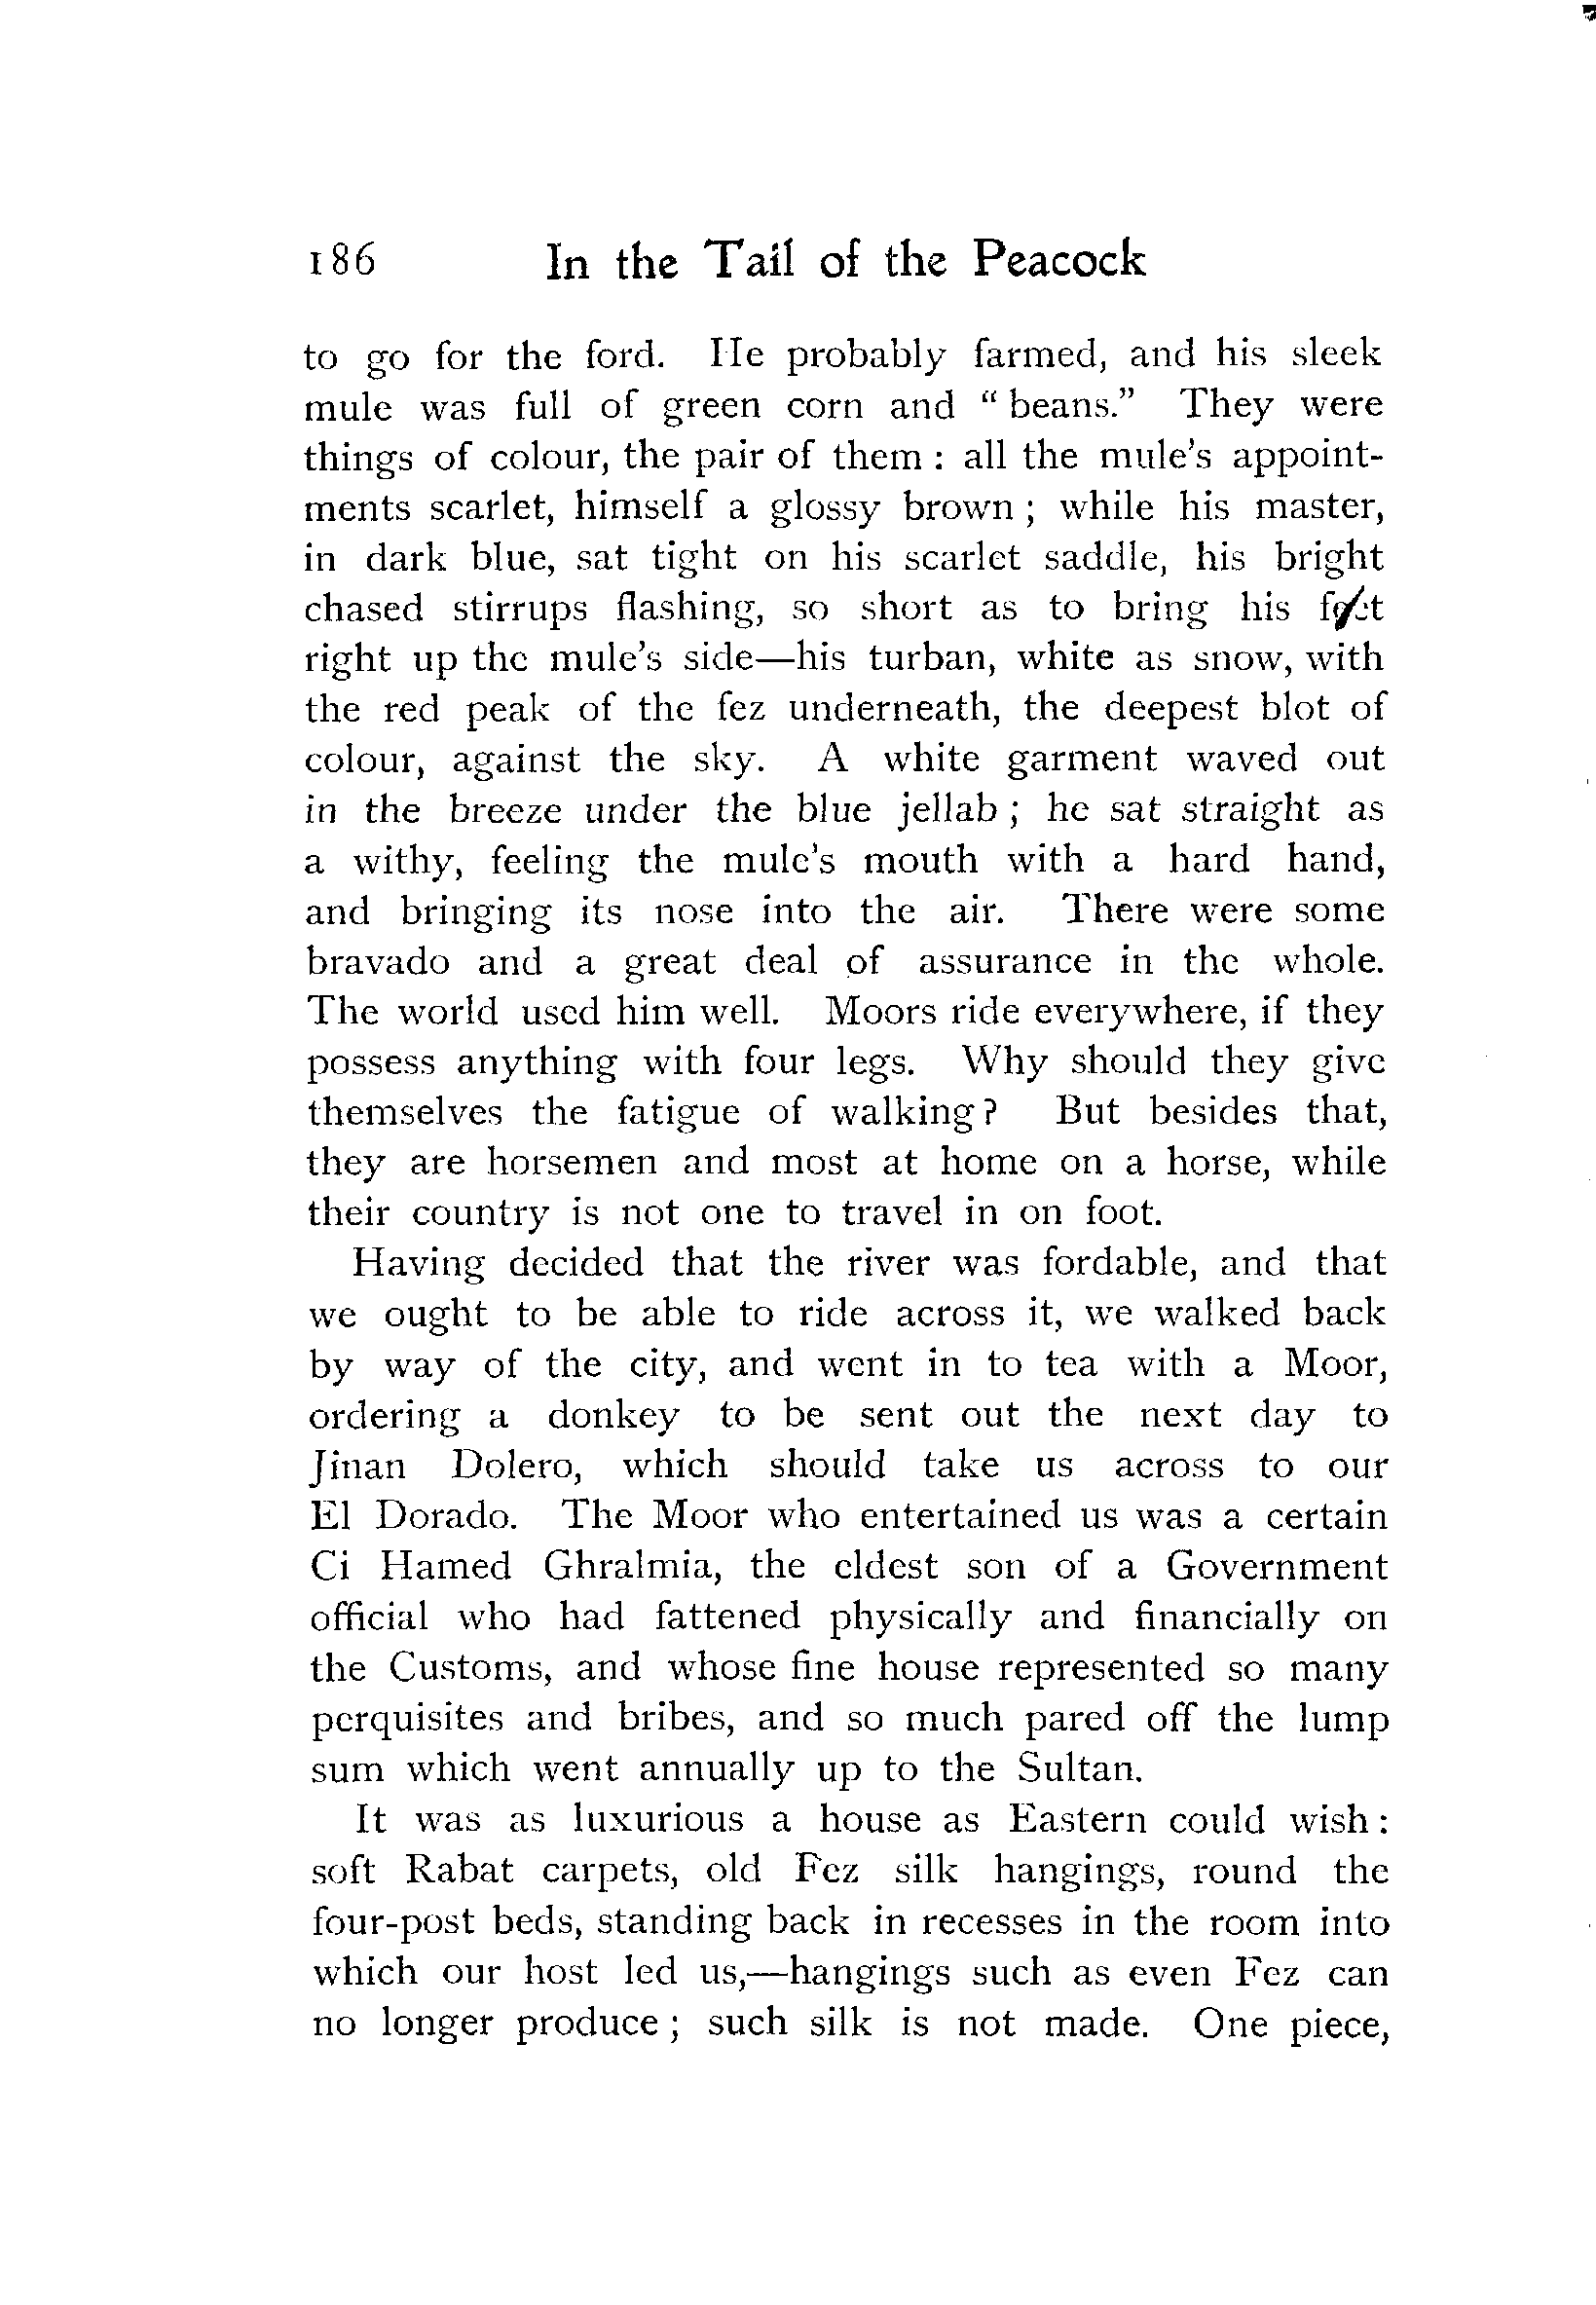 186 In the Tail of the Peacock
to go for the ford. He probably farmed, and his sleek
mule was full of green corn and “beans.” They were
things of colour, the pair of them : all the mule’s appoint-
ments scarlet, himself a glossy brown ; while his master,
in dark blue, sat tight on his scarlet saddle, his bright
chased stirrups flashing, so short as to bring his feet
right up the mule’s side—his turban, white as snow, with
the red peak of the fez underneath, the deepest blot of
colour, against the sky. A white garment waved out
in the breeze under the blue jellab ; he sat straight as
a withy, feeling the mule’s mouth with a hard hand,
and bringing its nose into the air. There were some
bravado and a great deal of assurance in the whole.
The world used him well. Moors ride everywhere, if they
possess anything with four legs. Why should they give
themselves the fatigue of walking? But besides that,
they are horsemen and most at home on a horse, while
their country is not one to travel in on foot.
Having decided that the river was fordable, and that
we ought to be able to ride across it, we walked back
by way of the city, and went in to tea with a Moor,
ordering a donkey to be sent out the next day to
Jinan Dolero, which should take us across to our
El Dorado. The Moor who entertained us was a certain
Ci Hamed Ghralmia, the eldest son of a Government
official who had fattened physically and financially on
the Customs, and whose fine house represented so many
perquisites and bribes, and so much pared off the lump
sum which went annually up to the Sultan.
It was as luxurious a house as Eastern could wish :
soft Rabat carpets, old Fez silk hangings, round the
four-post beds, standing back in recesses in the room into
which our host led us,—hangings such as even Fez can
no longer produce ; such silk is not made. One piece,